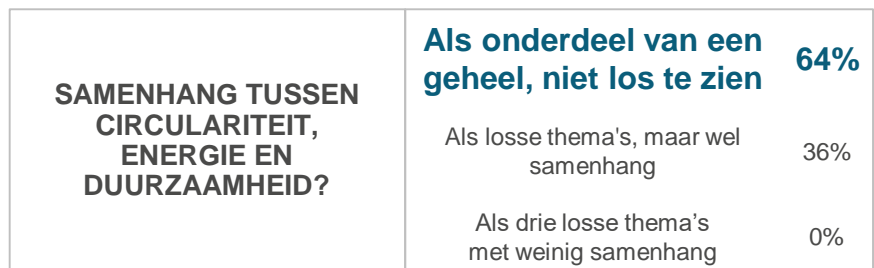 SAMENHANG TUSSEN
CIRCULARITEIT,
ENERGIE EN
DUURZAAMHEID?
Als onderdeel van een
geheel, niet los te zien
64%
Als losse thema's, maar wel
samenhang
36%
Als drie losse thema’s
met weinig samenhang
0%